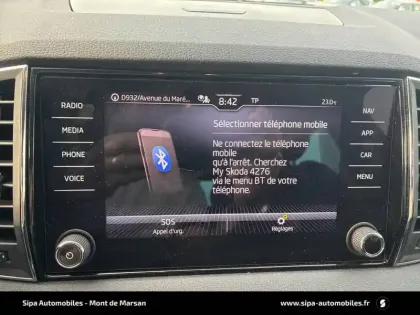 D932/Avenue du Maré...
8:42
TP
23.0
RADIO
MEDIA
PHONE
VOICE
NAV
APP
CAR
MENU
Sélectionner téléphone mobile
Ne connectez le téléphone
mobile
qu'à l'arrêt. Cherchez
My Skoda 4276
via le menu BT de votre
téléphone.
SOS
Appel d'urg.
Réglages
Sipa Automobiles - Mont de Marsan
www.sipa-automobiles.fr